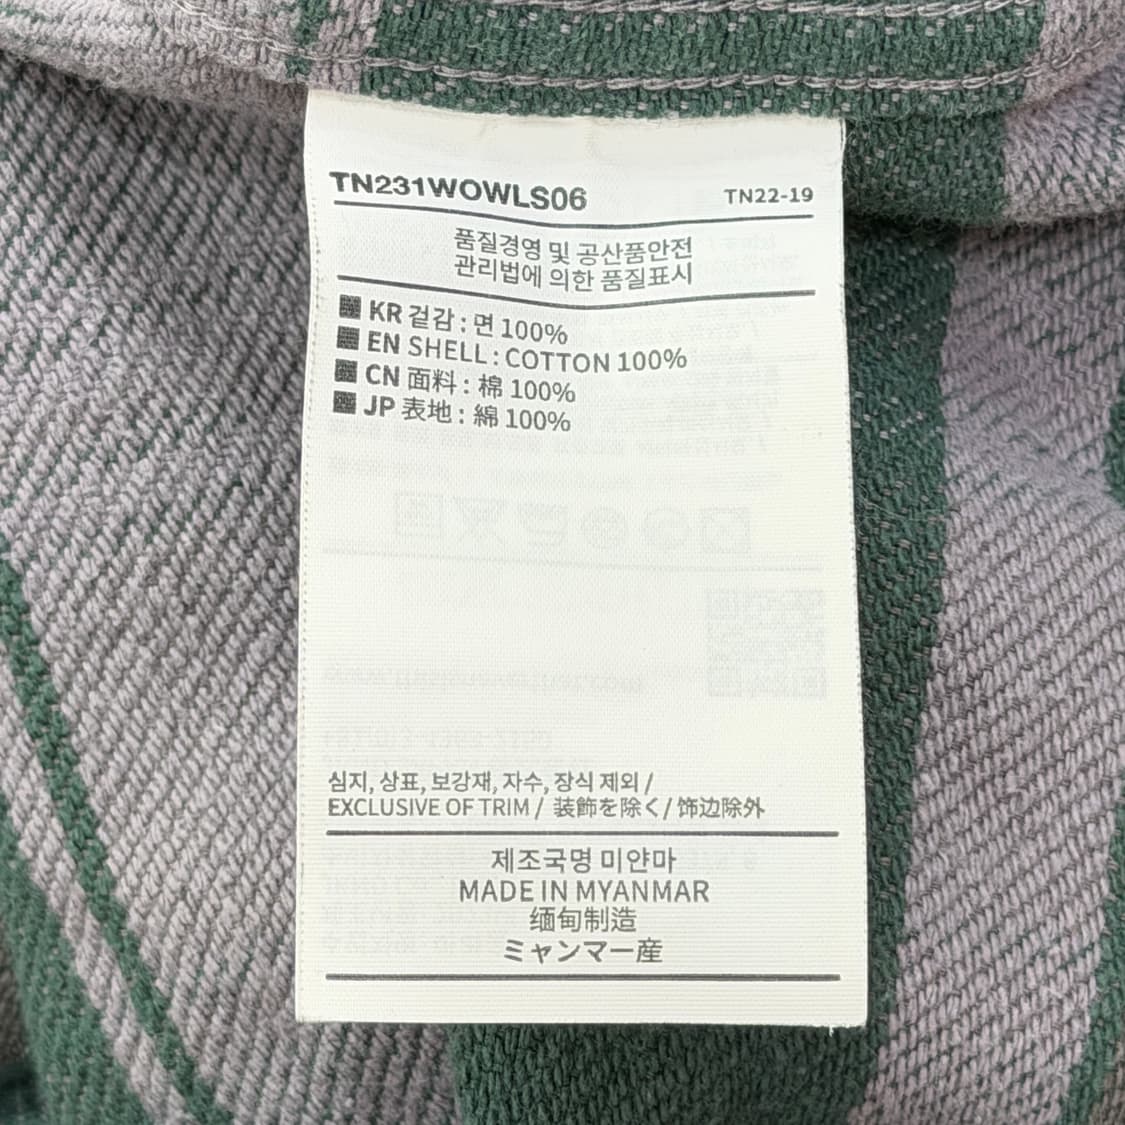 TN231WOWLS06
TN22-19
품질경영 및 공산품안전
관리법에 의한 품질표시
KR 겉감 : 면 100%
EN SHELL : COTTON 100%
CN 面料 : 棉 100%
JP 表地 : 綿 100%
심지, 상표, 보강재, 자수, 장식 제외 /
EXCLUSIVE OF TRIM / 装飾を除く/ 饰边除外
제조국명 미얀마
MADE IN MYANMAR
缅甸制造
ミャンマー産